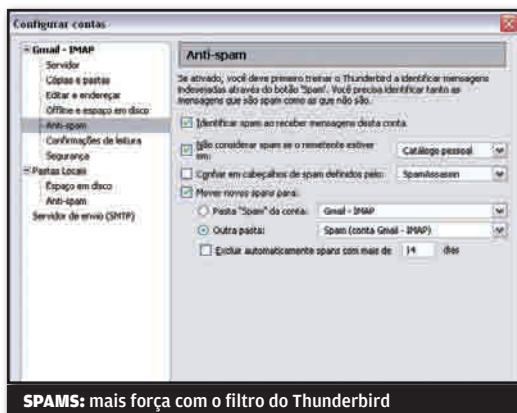 Configurar contas
Gmail - IMAP
Servidor
Cópias e pastas
Editar e endereçar
Offline e espaço em disco
Anti-spam
Confirmações de leitura
Segurança
Pastas Locais
Espaço em disco
Anti-spam
Servidor de envio (SMTP)
Anti-spam
Se ativado, você deve primeiro treinar o Thunderbird a identificar mensagens
indesejadas através do botão 'Spam'. Você precisa identificar tanto as
mensagens que são spam como as que não são.
Identificar spam ao receber mensagens desta conta
Não considerar spam se o remetente estiver
em:
Catálogo pessoal
Confiar em cabeçalhos de spam definidos pelo:
SpamAssassin
Mover novos spams para:
Pasta "Spam" da conta:
Gmail - IMAP
Outra pasta:
Spam (conta Gmail - IMAP)
Excluir automaticamente spams com mais de 14 dias
SPAMS: mais força com o filtro do Thunderbird